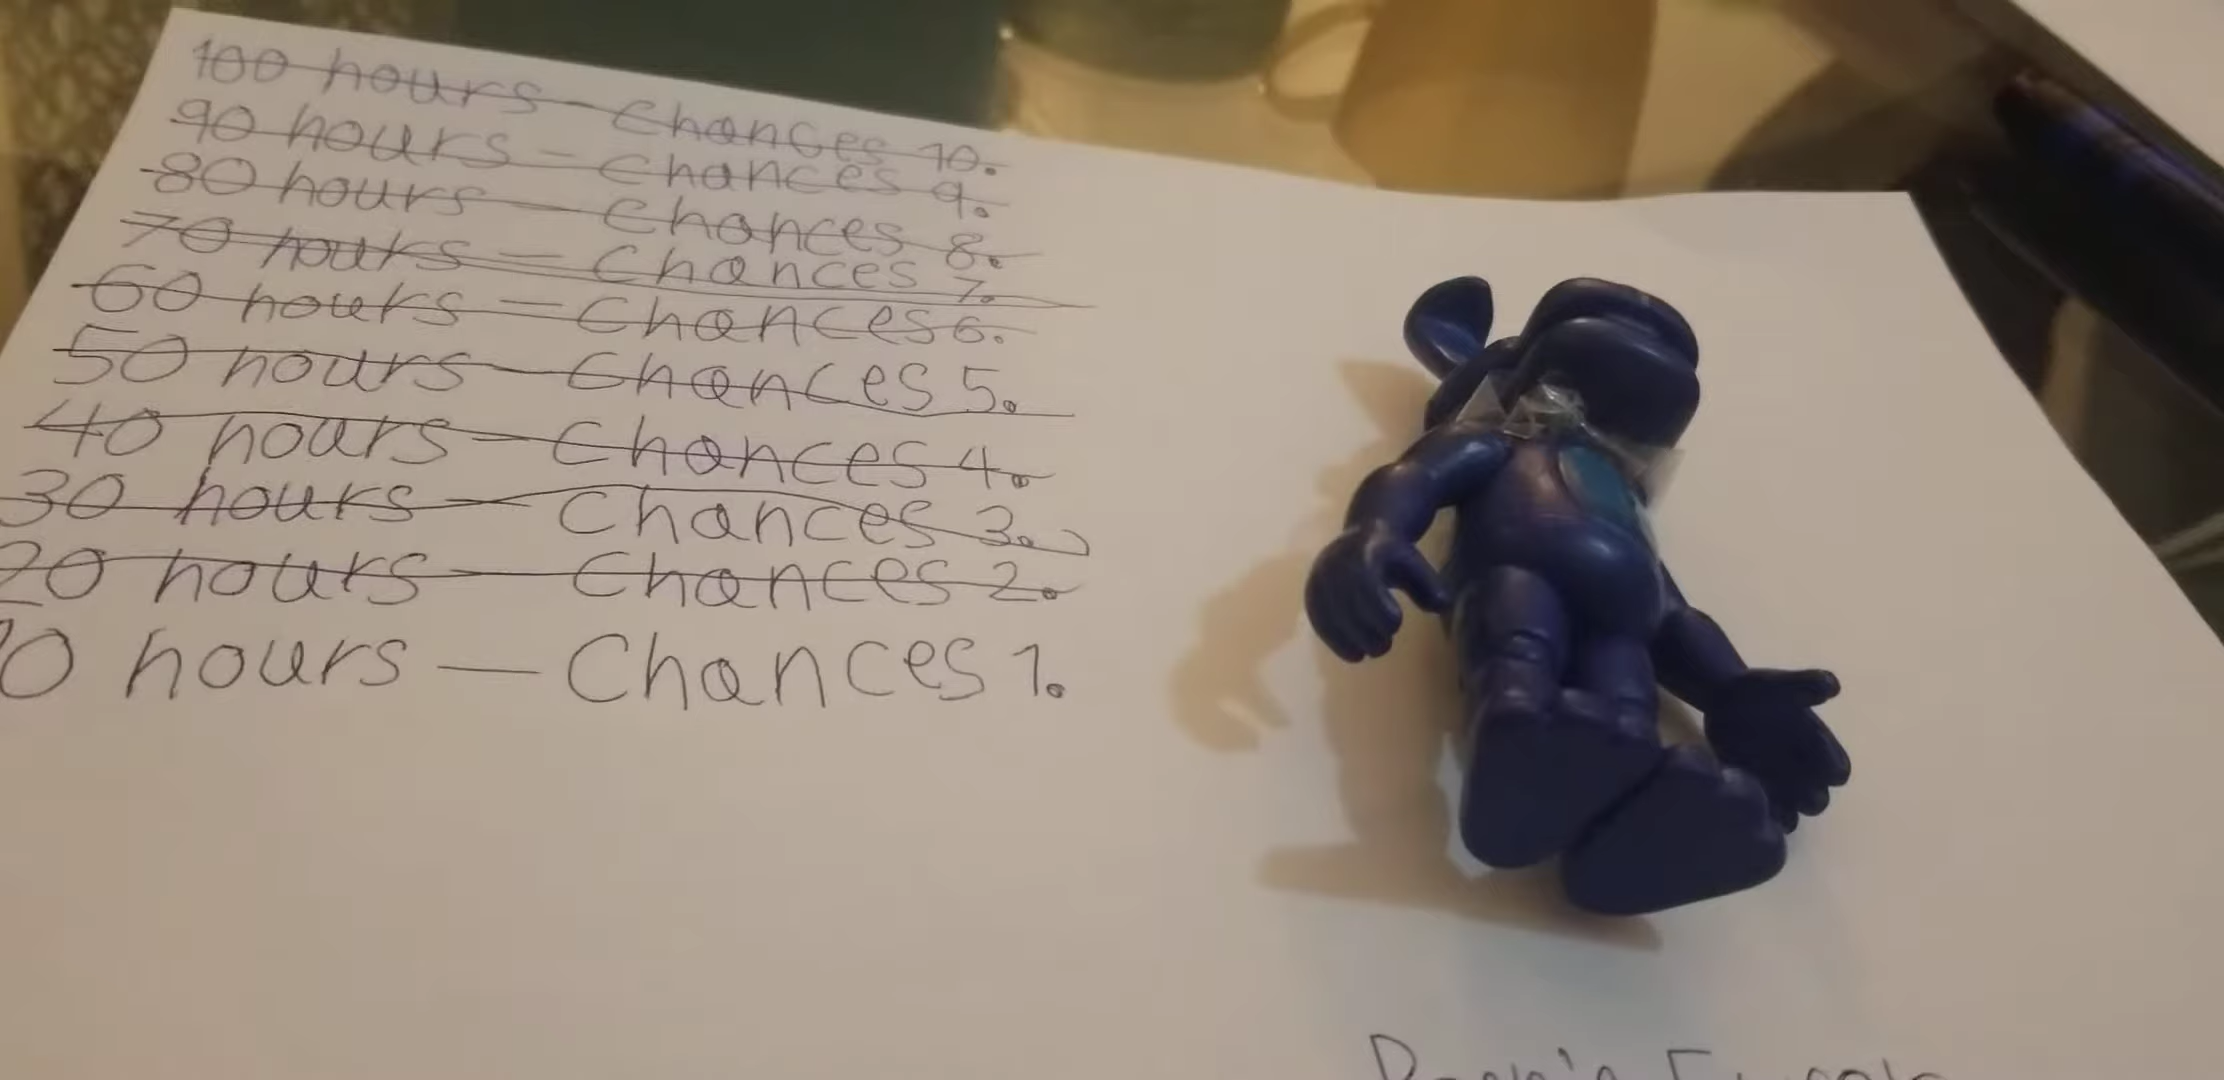 100 hours - Chances 10.
90 hours - Chances 9.
80 hours - Chances 8.
70 hours - Chances 7.
60 hours - Chances 6.
50 hours - Chances 5.
40 hours - Chances 4.
30 hours - Chances 3.
20 hours - Chances 2.
10 hours - Chances 1.